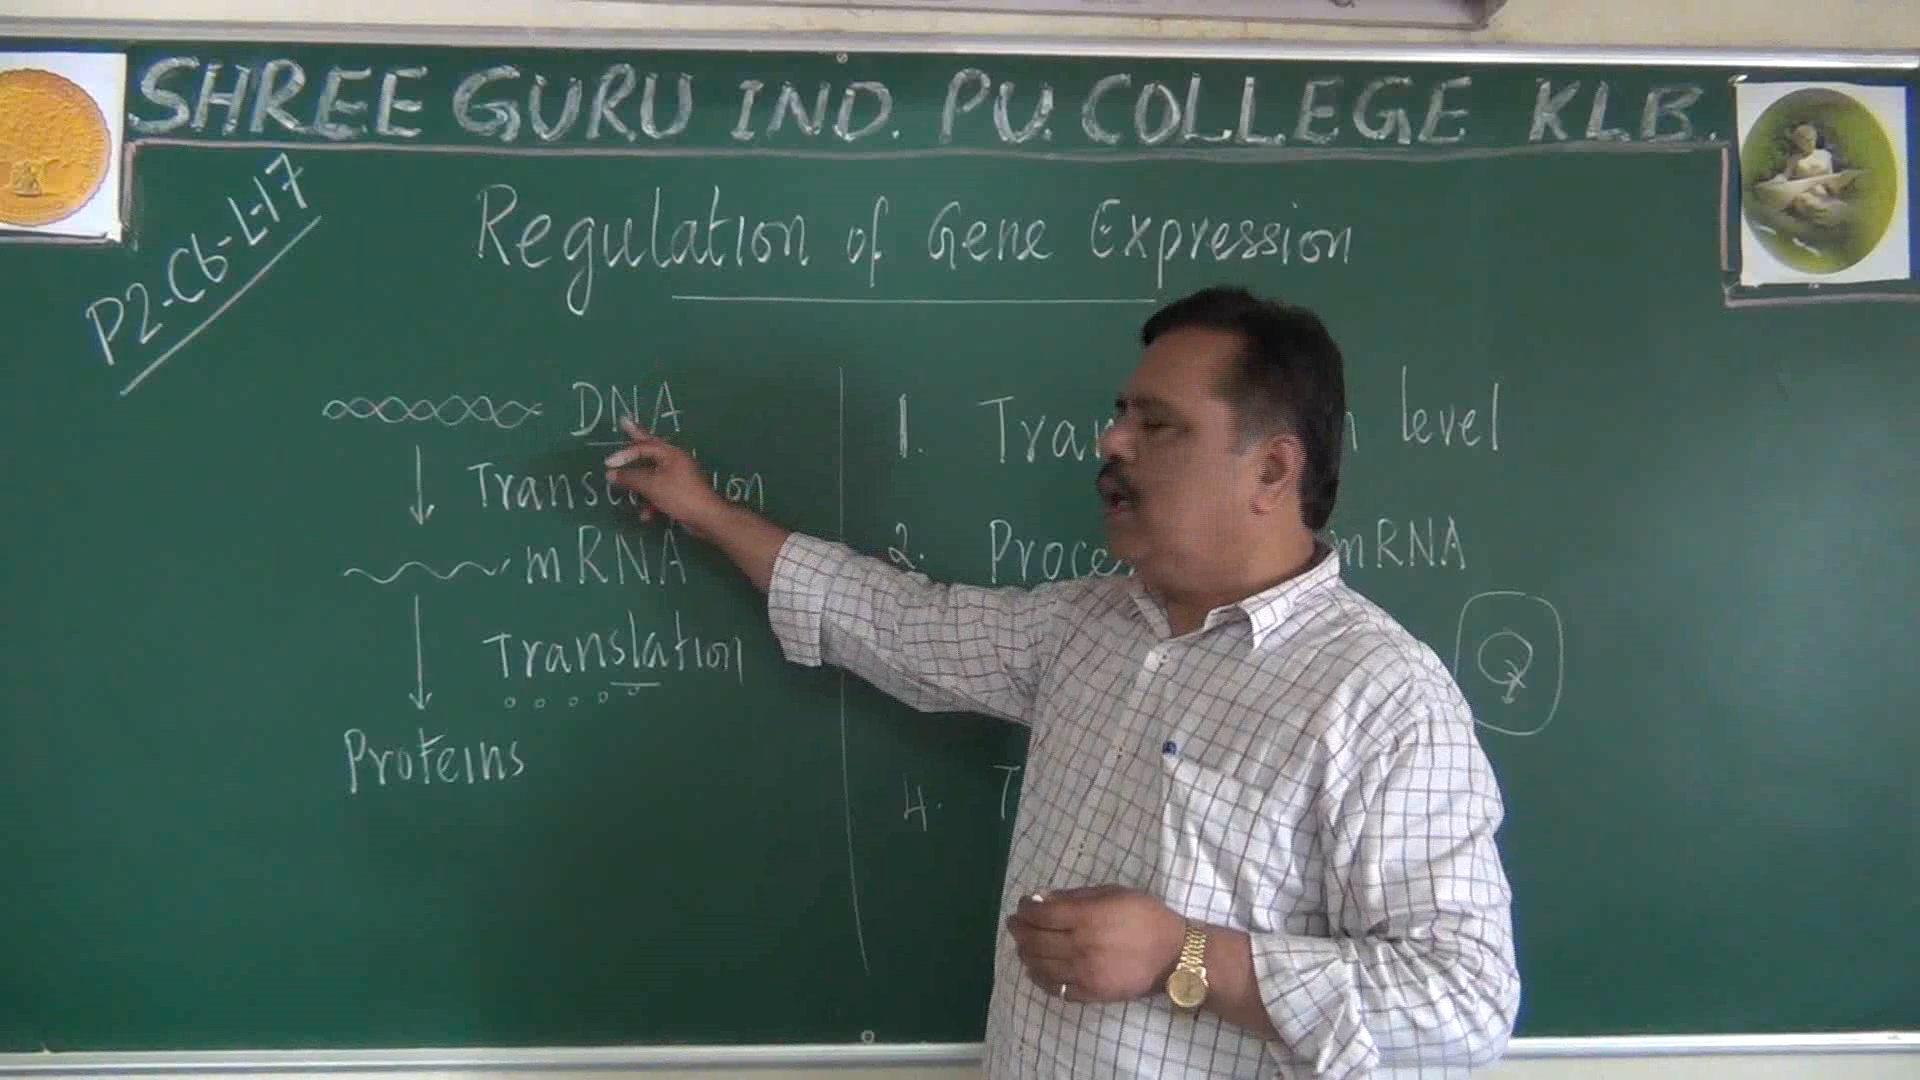 SHREE GURU IND. PU. COLLEGE KLB.
P2-C6-L-17
Regulation of Gene Expression
DNA
mRNA
Translation
Proteins
1. level
2. mRNA
Q
4.